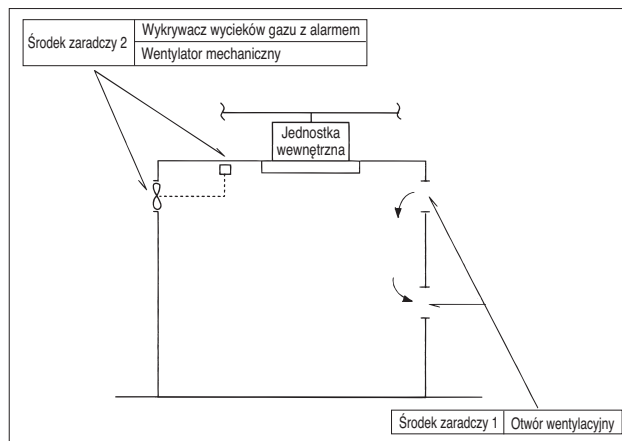 Środek zaradczy 2
Wykrywacz wycieków gazu z alarmem
Wentylator mechaniczny
Jednostka
wewnętrzna
Środek zaradczy 1
Otwór wentylacyjny